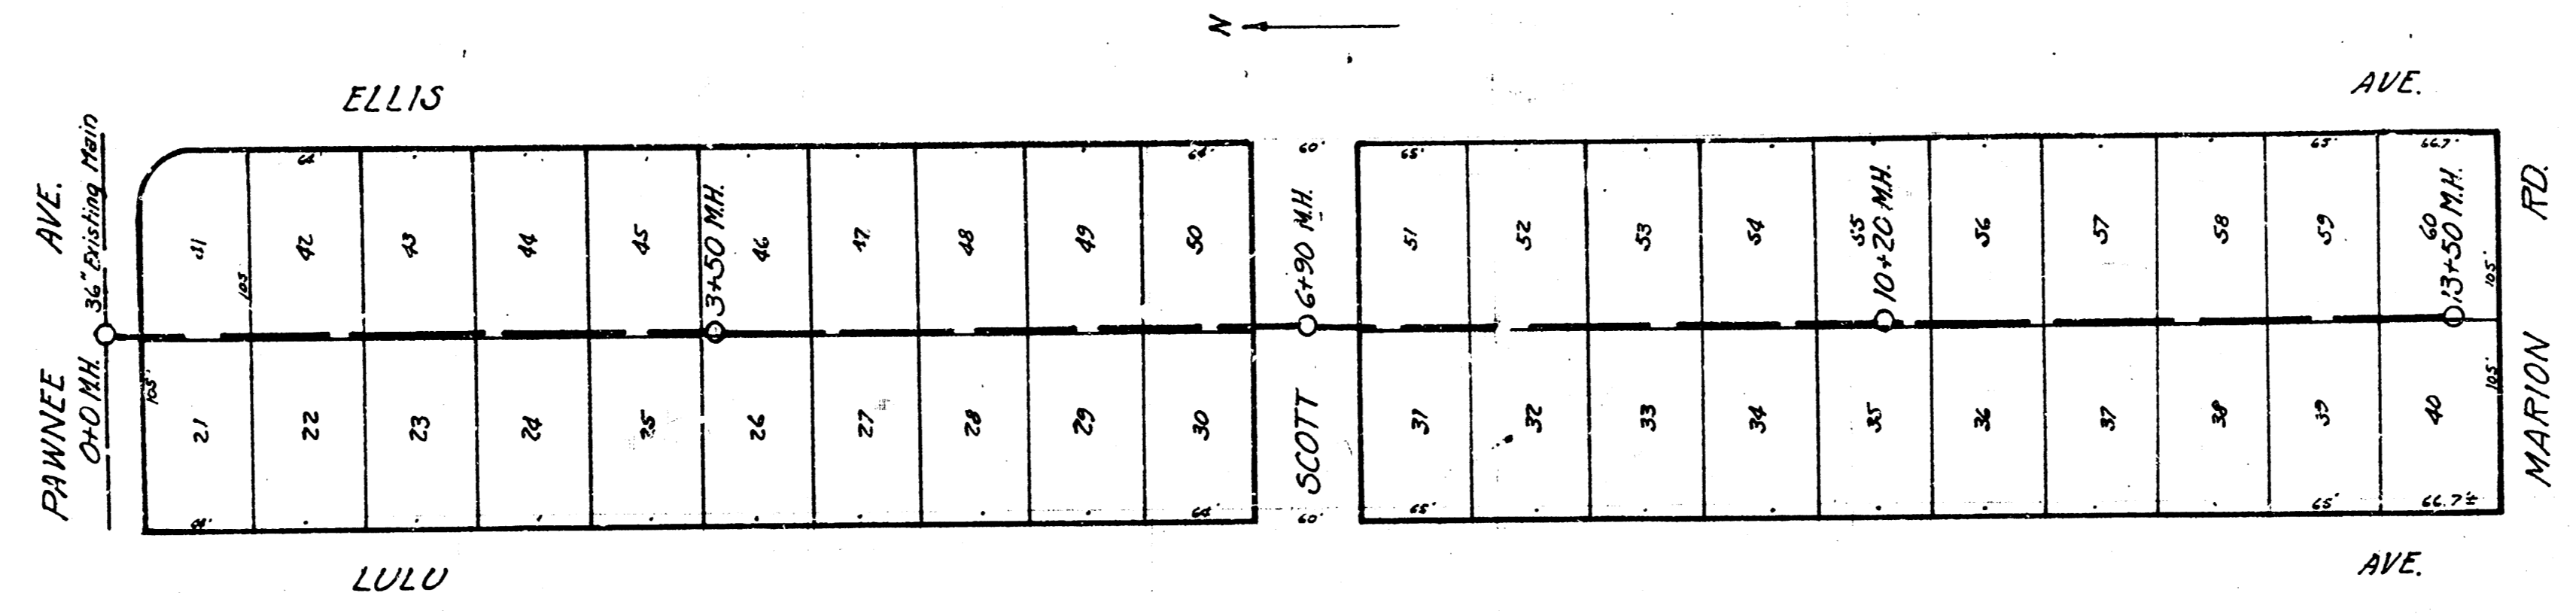 N
ELLIS AVE.
PAWNEE AVE.
36" Existing Main
0+0 M.H.
64' 64' 60' 65' 65' 66.7'
41 42 43 44 45 46 47 48 49 50 51 52 53 54 55 56 57 58 59 60
105
3+50 M.H.
6+90 M.H.
10+20 M.H.
13+50 M.H.
105'
105'
21 22 23 24 25 26 27 28 29 30 31 32 33 34 35 36 37 38 39 40
105'
SCOTT
64' 64' 60' 65' 65' 66.7'±
MARION RD.
LULU AVE.